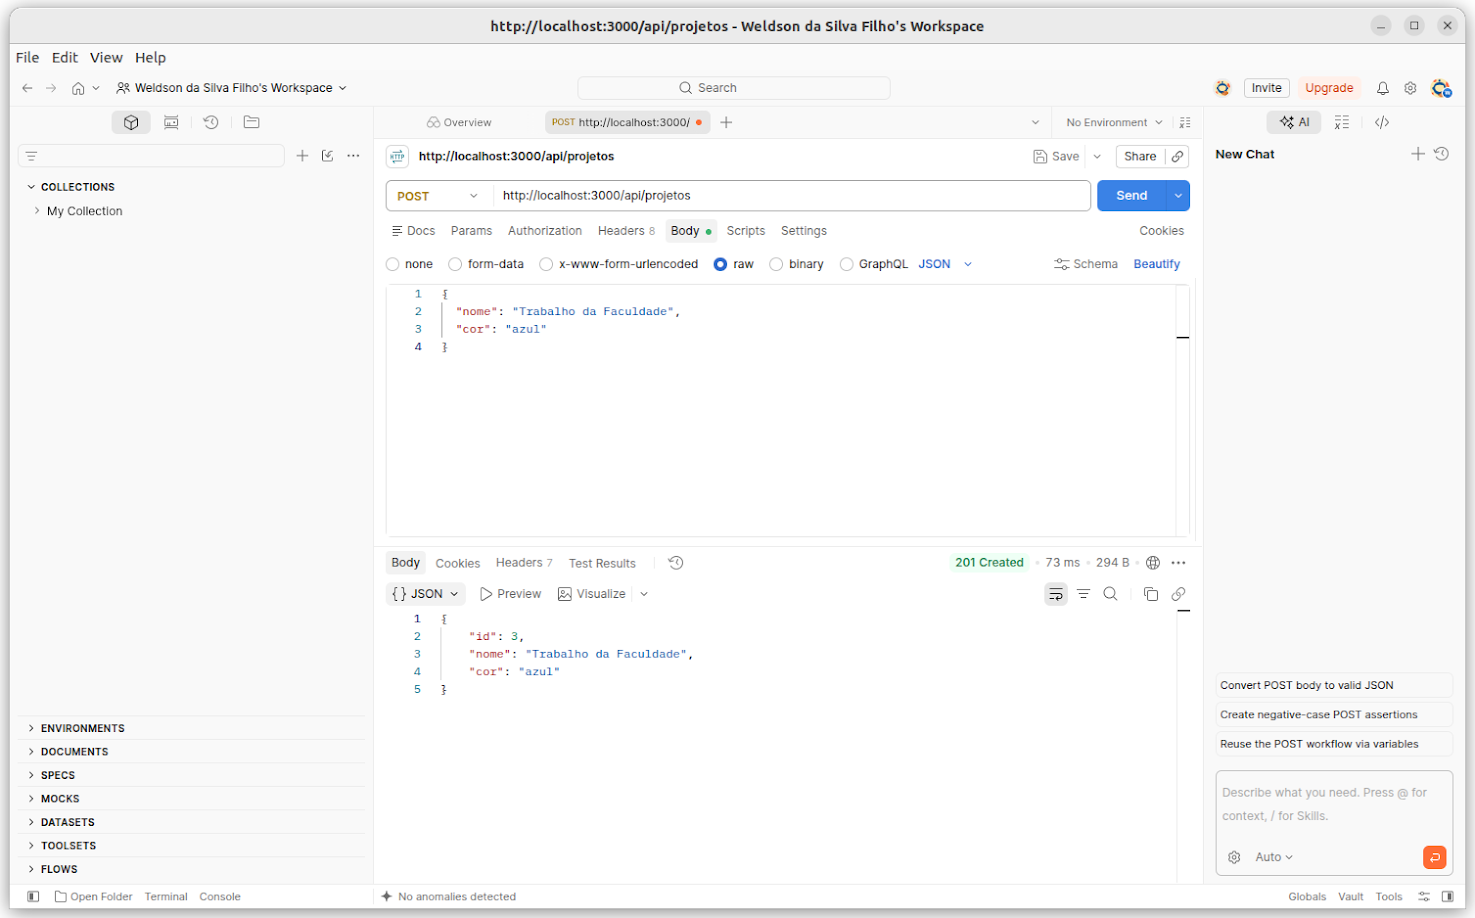 http://localhost:3000/api/projetos - Weldson da Silva Filho's Workspace
File Edit View Help
Weldson da Silva Filho's Workspace
Search
Invite
Upgrade
Overview
POST http://localhost:3000/
No Environment
AI
http://localhost:3000/api/projetos
Save
Share
New Chat
COLLECTIONS
My Collection
POST http://localhost:3000/api/projetos
Send
Docs Params Authorization Headers 8 Body Scripts Settings Cookies
none form-data x-www-form-urlencoded raw binary GraphQL JSON Schema Beautify
1 {
2 "nome": "Trabalho da Faculdade",
3 "cor": "azul"
4 }
Body Cookies Headers 7 Test Results 201 Created • 73 ms • 294 B •
{ } JSON Preview Visualize
1 {
2 "id": 3,
3 "nome": "Trabalho da Faculdade",
4 "cor": "azul"
5 }
ENVIRONMENTS
DOCUMENTS
SPECS
MOCKS
DATASETS
TOOLSETS
FLOWS
Convert POST body to valid JSON
Create negative-case POST assertions
Reuse the POST workflow via variables
Describe what you need. Press @ for
context, / for Skills.
Auto
Open Folder Terminal Console
No anomalies detected
Globals Vault Tools